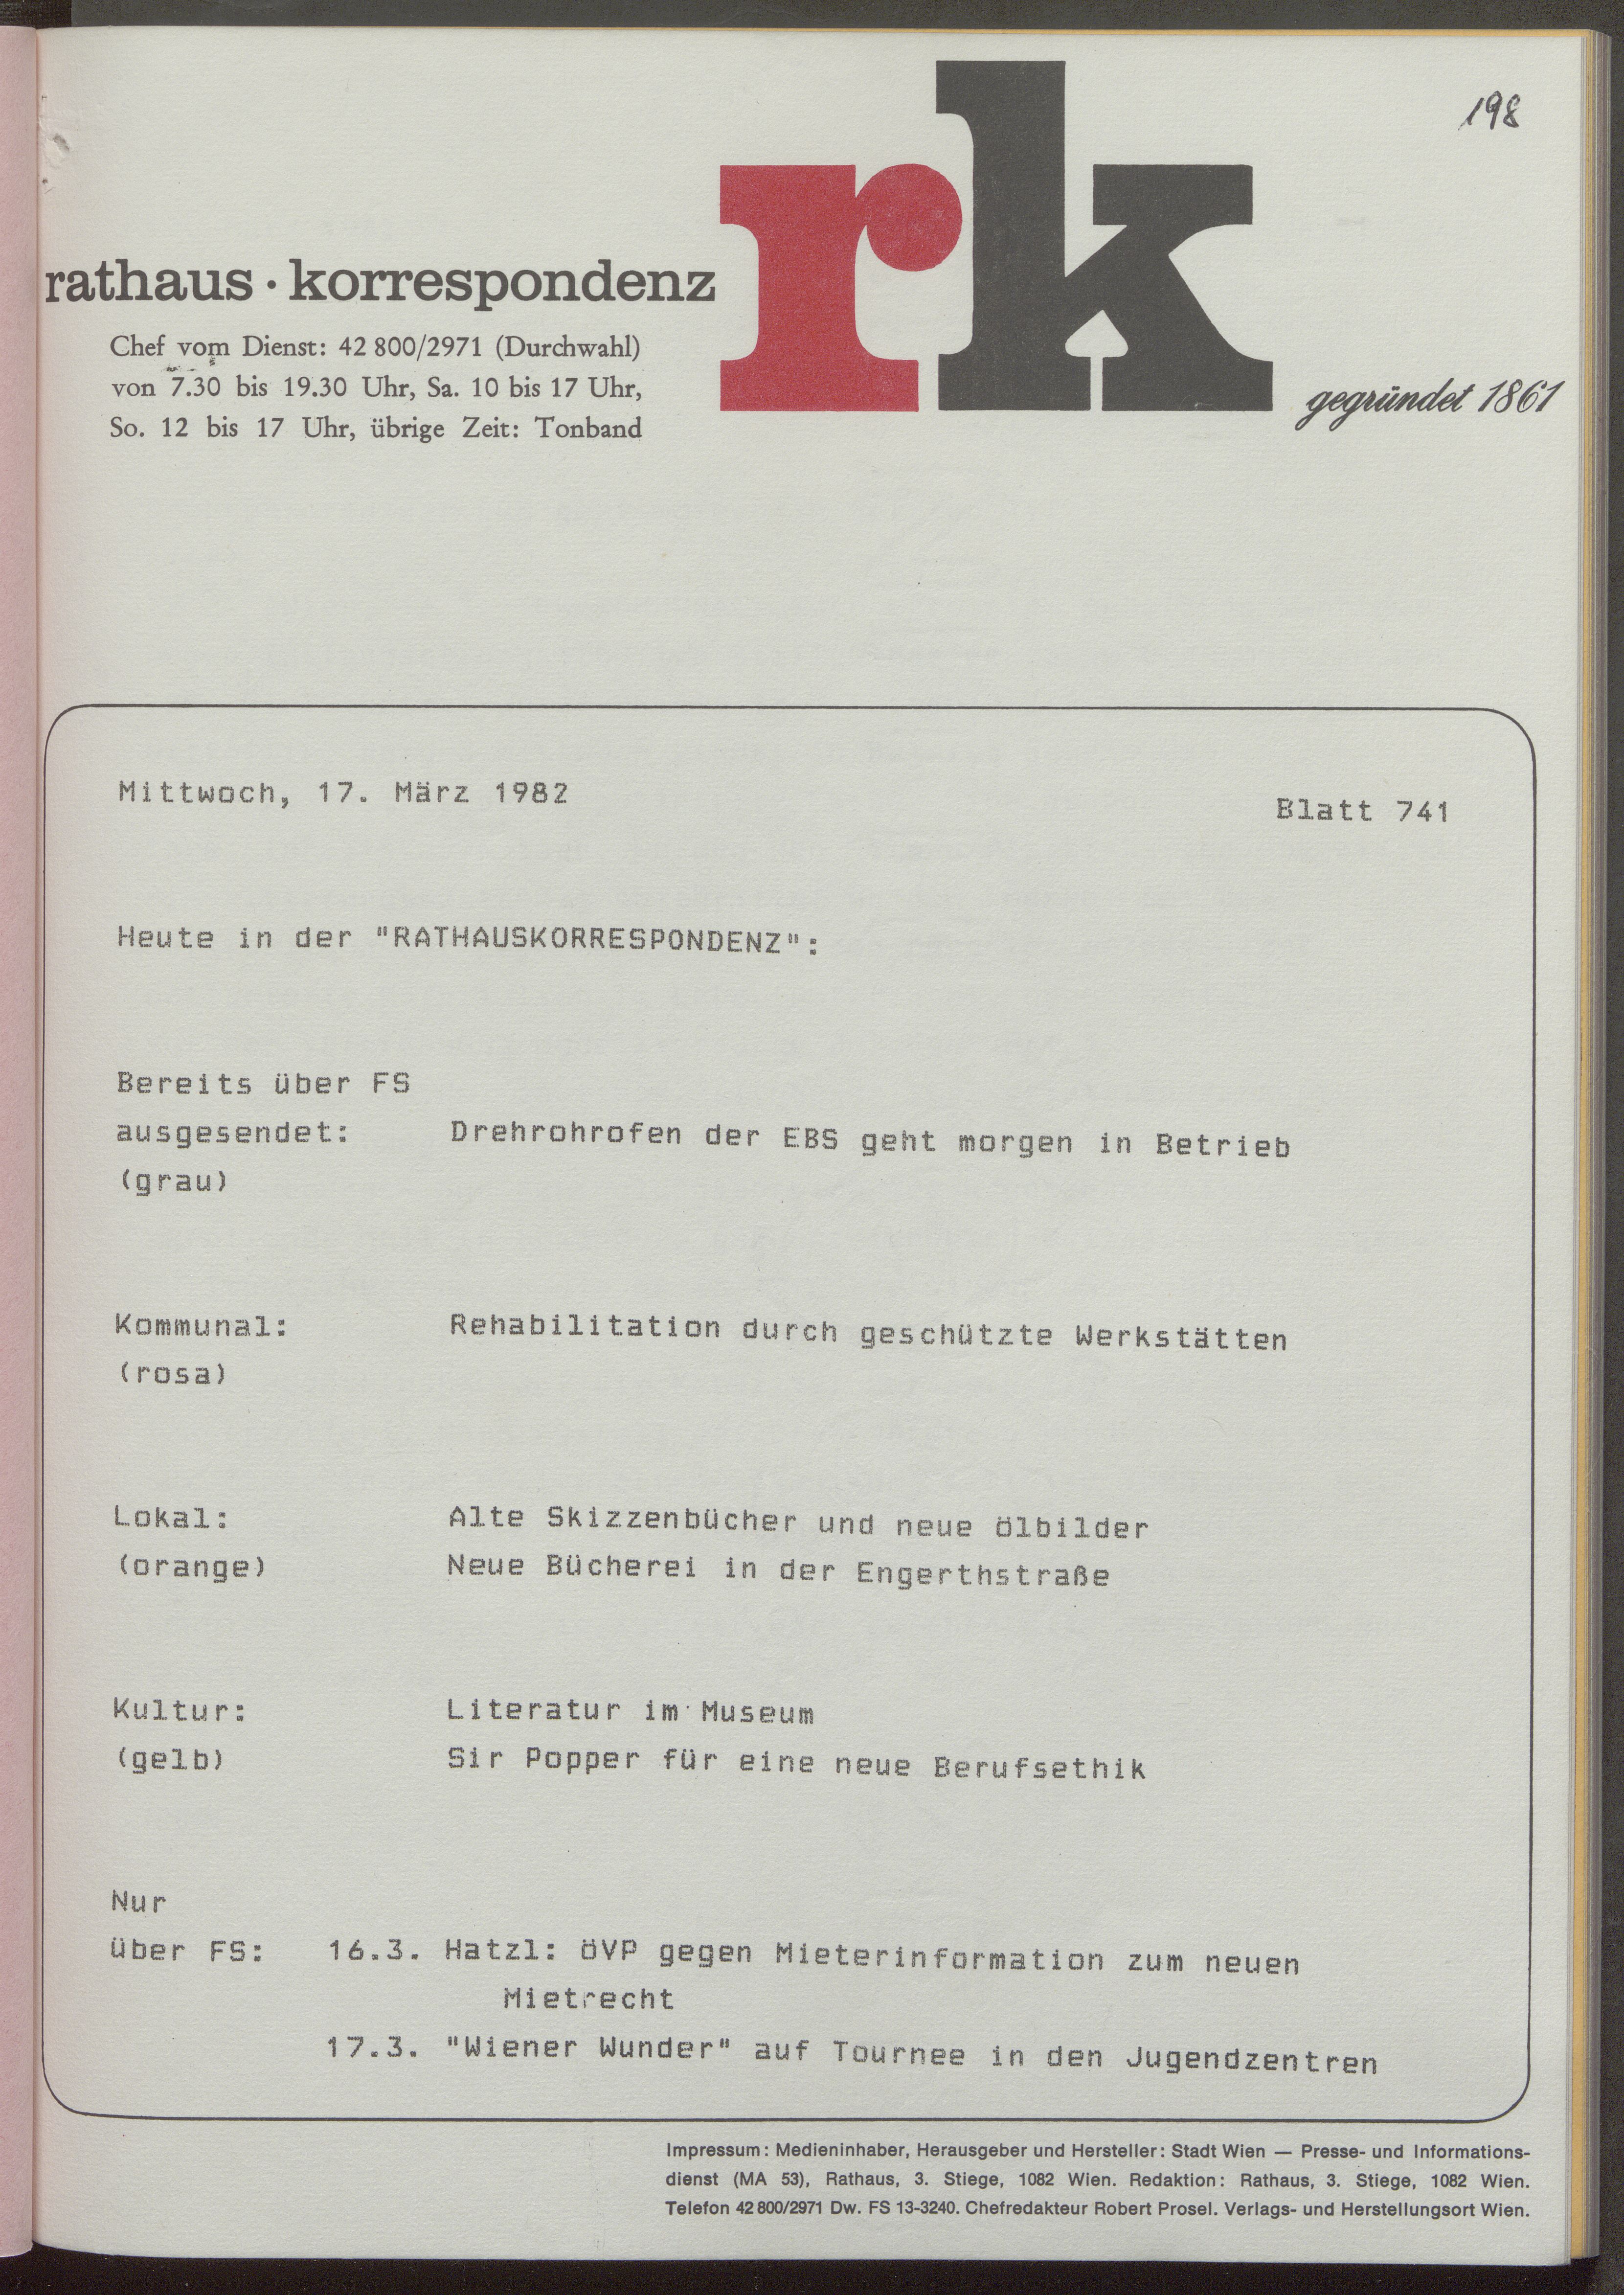 198
rk
rathaus · korrespondenz
Chef vom Dienst: 42 800/2971 (Durchwahl)
von 7.30 bis 19.30 Uhr, Sa. 10 bis 17 Uhr,
So. 12 bis 17 Uhr, übrige Zeit: Tonband
gegründet 1861
Mittwoch, 17. März 1982
Blatt 741
Heute in der "RATHAUSKORRESPONDENZ":
Bereits über FS
ausgesendet: Drehrohrofen der EBS geht morgen in Betrieb
(grau)
Kommunal: Rehabilitation durch geschützte Werkstätten
(rosa)
Lokal: Alte Skizzenbücher und neue ölbilder
(orange) Neue Bücherei in der Engerthstraße
Kultur: Literatur im Museum
(gelb) Sir Popper für eine neue Berufsethik
Nur
über FS: 16.3. Hatzl: öVP gegen Mieterinformation zum neuen
Mietrecht
17.3. "Wiener Wunder" auf Tournee in den Jugendzentren
Impressum: Medieninhaber, Herausgeber und Hersteller: Stadt Wien — Presse- und Informations-
dienst (MA 53), Rathaus, 3. Stiege, 1082 Wien. Redaktion: Rathaus, 3. Stiege, 1082 Wien.
Telefon 42 800/2971 Dw. FS 13-3240. Chefredakteur Robert Prosel. Verlags- und Herstellungsort Wien.